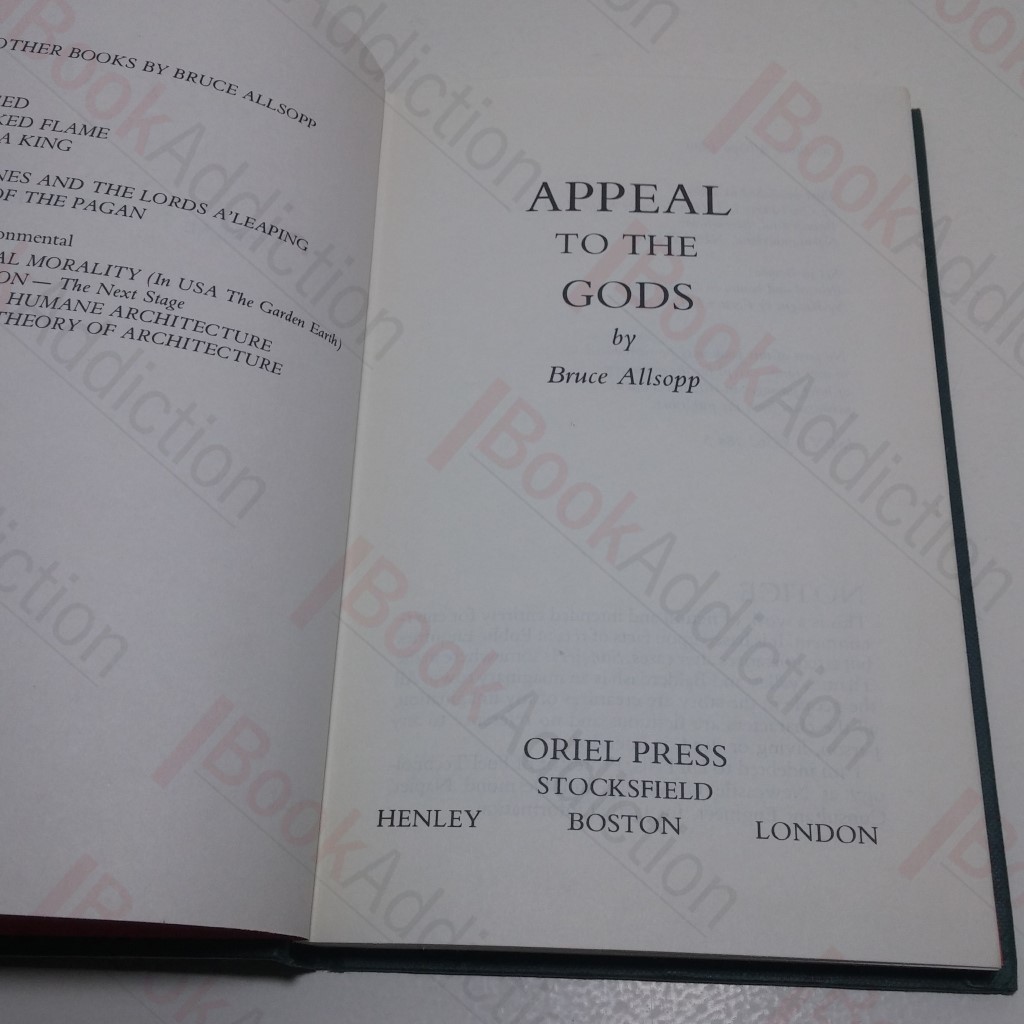 OTHER BOOKS BY BRUCE ALLSOPP
KED FLAME
A KING
NES AND THE LORDS A'LEAPING
OF THE PAGAN
onmental
AL MORALITY (In USA The Garden Earth)
ON — The Next Stage
HUMANE ARCHITECTURE
THEORY OF ARCHITECTURE
APPEAL
TO THE
GODS
by
Bruce Allsopp
NOTICE
ORIEL PRESS
STOCKSFIELD
HENLEY BOSTON LONDON
BookAddiction